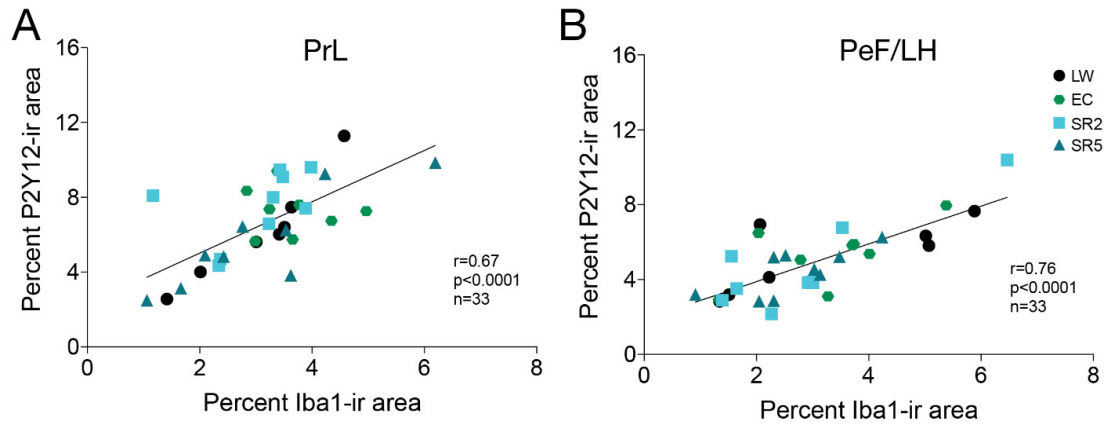 A
PrL
16
12
8
4
0
0 2 4 6 8
Percent P2Y12-ir area
Percent Iba1-ir area
r=0.67
p<0.0001
n=33
B
PeF/LH
16
12
8
4
0
0 2 4 6 8
Percent P2Y12-ir area
Percent Iba1-ir area
LW
EC
SR2
SR5
r=0.76
p<0.0001
n=33